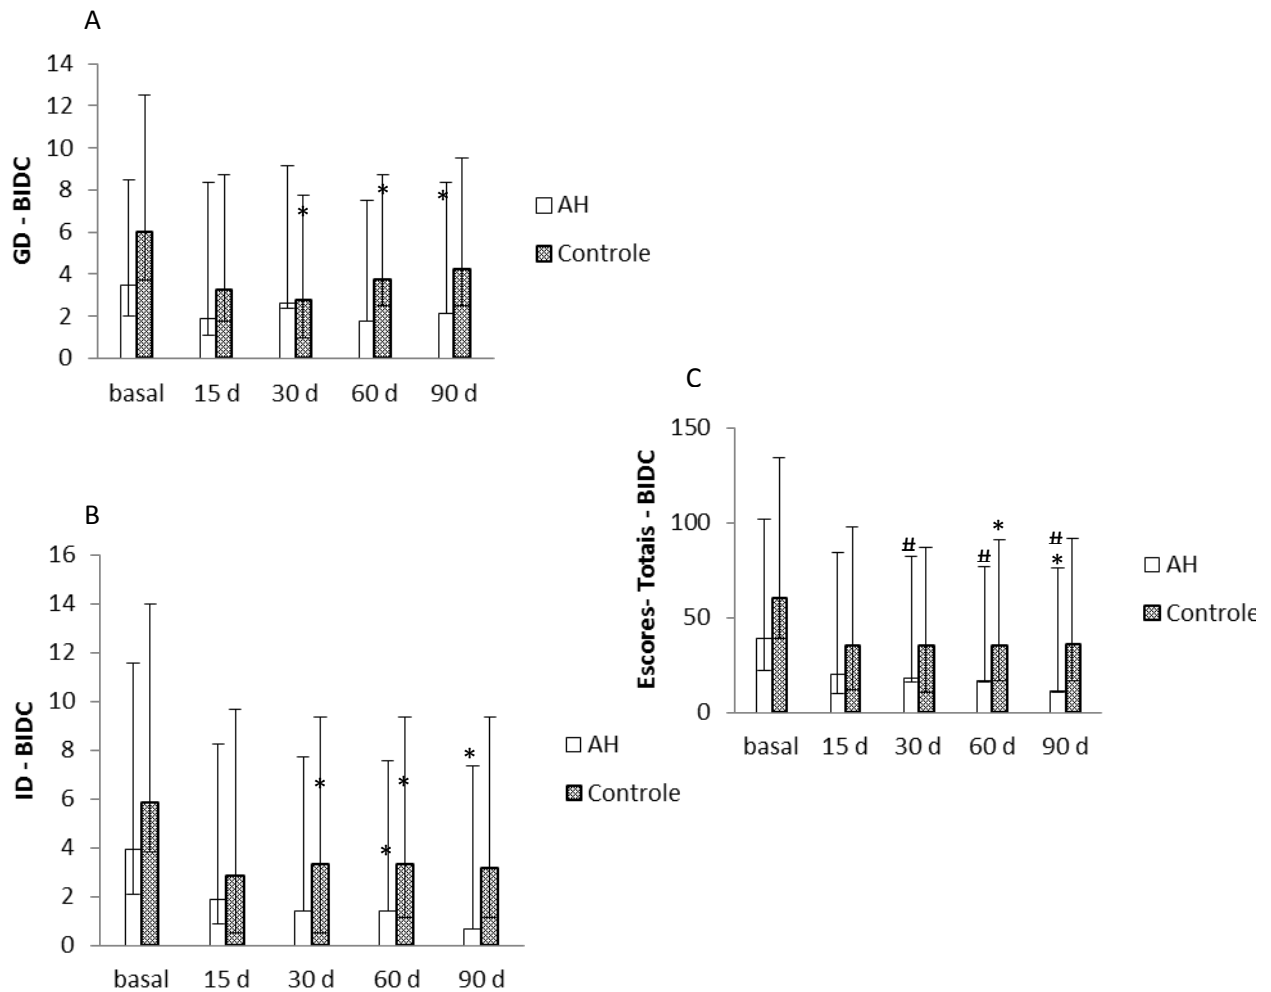 A
GD - BIDC
14
12
10
8
6
4
2
0
* * *
basal 15 d 30 d 60 d 90 d
AH
Controle
B
ID - BIDC
16
14
12
10
8
6
4
2
0
* * * *
basal 15 d 30 d 60 d 90 d
AH
Controle
C
Escores- Totais - BIDC
150
100
50
0
# # * # *
basal 15 d 30 d 60 d 90 d
AH
Controle